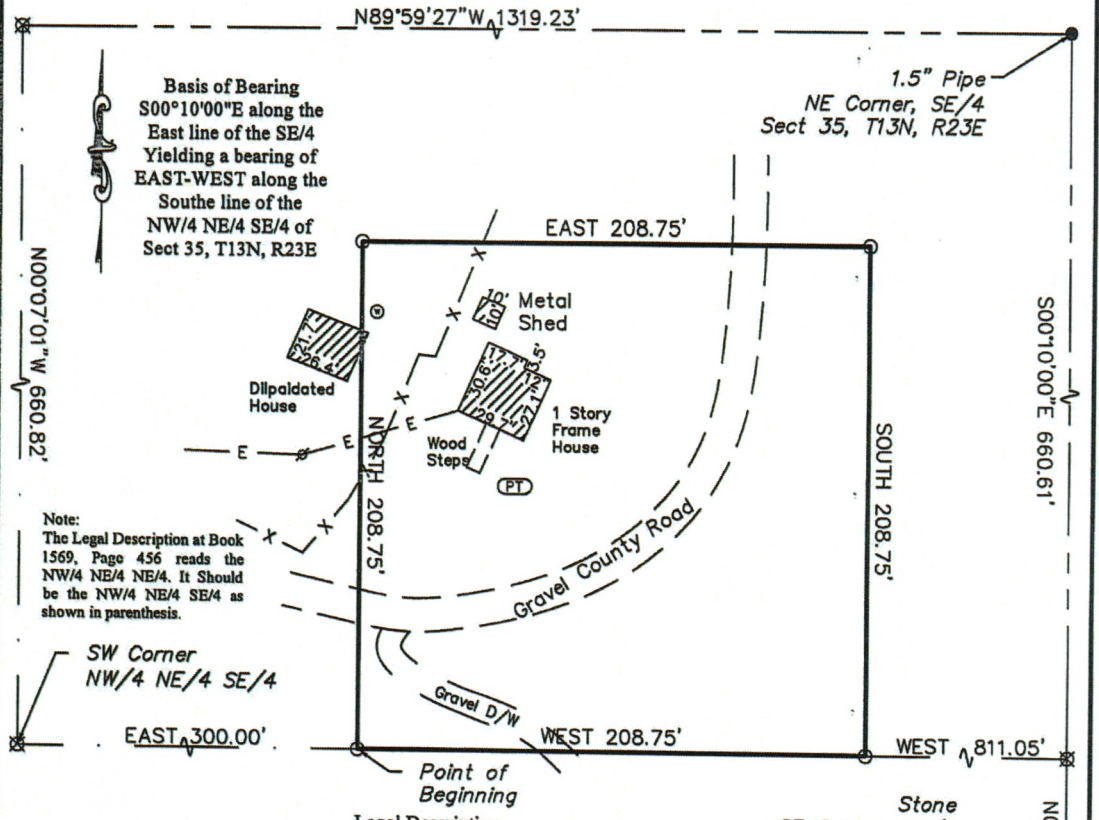 N89°59'27"W 1319.23'
1.5" Pipe
NE Corner, SE/4
Sect 35, T13N, R23E
Basis of Bearing
S00°10'00"E along the
East line of the SE/4
Yielding a bearing of
EAST-WEST along the
Southe line of the
NW/4 NE/4 SE/4 of
Sect 35, T13N, R23E
N00°07'01"W 660.82'
EAST 208.75'
S00°10'00"E 660.61'
10'
10'
Metal
Shed
W
21.7'
26.4'
Dilpaldated
House
X
X
X
17.7'
3.5'
12'
30.6'
27.1'
29.7'
1 Story
Frame
House
E
E
E
Wood
Steps
PT
NORTH 208.75'
SOUTH 208.75'
X
X
Gravel County Road
Note:
The Legal Description at Book
1569, Page 456 reads the
NW/4 NE/4 NE/4. It Should
be the NW/4 NE/4 SE/4 as
shown in parenthesis.
SW Corner
NW/4 NE/4 SE/4
Gravel D/W
EAST 300.00'
WEST 208.75'
WEST 811.05'
Point of
Beginning
Stone